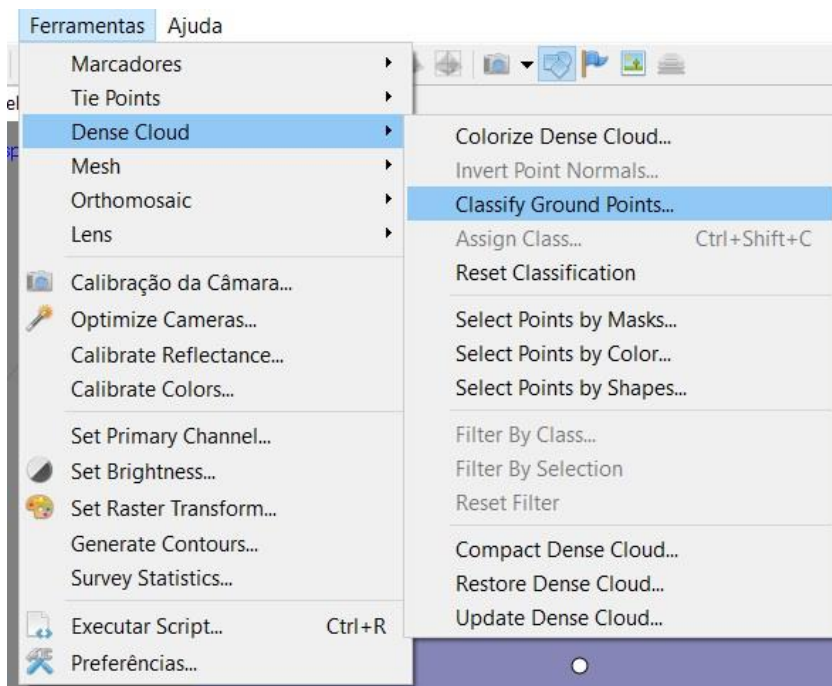 Ferramentas Ajuda
Marcadores
Tie Points
Dense Cloud
Mesh
Orthomosaic
Lens
Calibração da Câmara...
Optimize Cameras...
Calibrate Reflectance...
Calibrate Colors...
Set Primary Channel...
Set Brightness...
Set Raster Transform...
Generate Contours...
Survey Statistics...
Executar Script... Ctrl+R
Preferências...
Colorize Dense Cloud...
Invert Point Normals...
Classify Ground Points...
Assign Class... Ctrl+Shift+C
Reset Classification
Select Points by Masks...
Select Points by Color...
Select Points by Shapes...
Filter By Class...
Filter By Selection
Reset Filter
Compact Dense Cloud...
Restore Dense Cloud...
Update Dense Cloud...